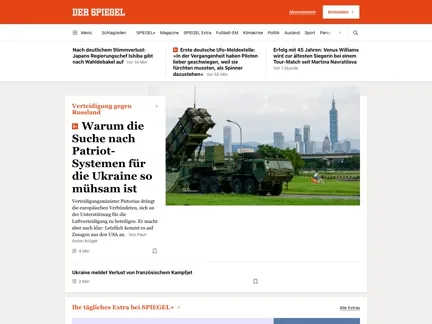 DER SPIEGEL
Abonnement
Anmelden
Menü Schlagzeilen SPIEGEL+ Magazine SPIEGEL Extra Fußball-EM Klimakrise Politik Ausland Sport
Nach deutlichem Stimmverlust:
Japans Regierungschef Ishiba gibt
nach Wahldebakel auf Vor 14 Min
Erste deutsche Ufo-Meldestelle:
»In der Vergangenheit haben Piloten
lieber geschwiegen, weil sie
fürchten mussten, als Spinner
dazustehen« Vor 50 Min
Erfolg mit 45 Jahren: Venus Williams
wird zur ältesten Siegerin bei einem
Tour-Match seit Martina Navratilova
Vor 1 Stunde
Verteidigung gegen
Russland
Warum die
Suche nach
Patriot-
Systemen für
die Ukraine so
mühsam ist
Verteidigungsminister Pistorius drängt
die europäischen Verbündeten, sich
an der Unterstützung für die
Luftverteidigung zu beteiligen. Er macht
aber auch klar: Letztlich kommt es auf
Zusagen aus den USA an. Von Paul-
Anton Krüger
4 Min
Ukraine meldet Verlust von französischem Kampfjet
2 Min
Ihr tägliches Extra bei SPIEGEL+
Alle Extras